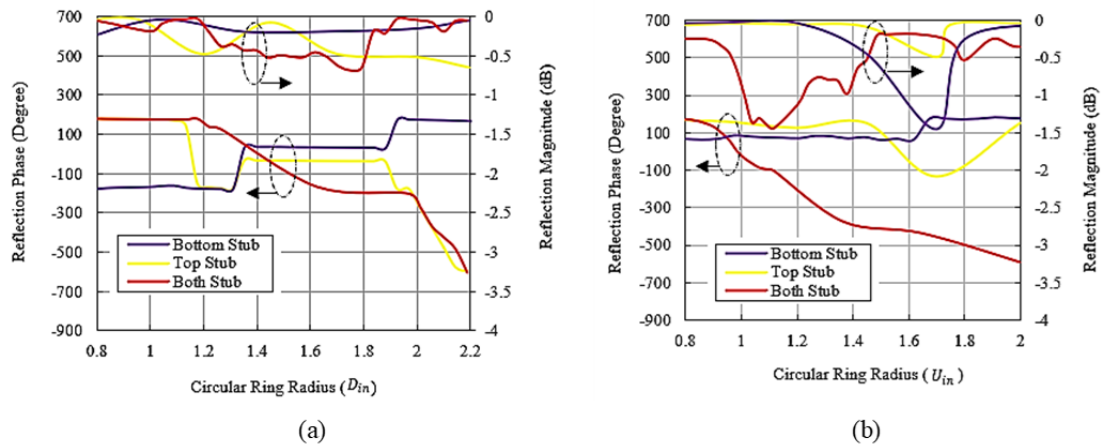 700
500
300
100
-100
-300
-500
-700
-900
Reflection Phase (Degree)
0
-0.5
-1
-1.5
-2
-2.5
-3
-3.5
-4
Reflection Magnitude (dB)
Bottom Stub
Top Stub
Both Stub
0.8 1 1.2 1.4 1.6 1.8 2 2.2
Circular Ring Radius (Din)
(a)
700
500
300
100
-100
-300
-500
-700
-900
Reflection Phase (Degree)
0
-0.5
-1
-1.5
-2
-2.5
-3
-3.5
-4
Reflection Magnitude (dB)
Bottom Stub
Top Stub
Both Stub
0.8 1 1.2 1.4 1.6 1.8 2
Circular Ring Radius (Uin)
(b)